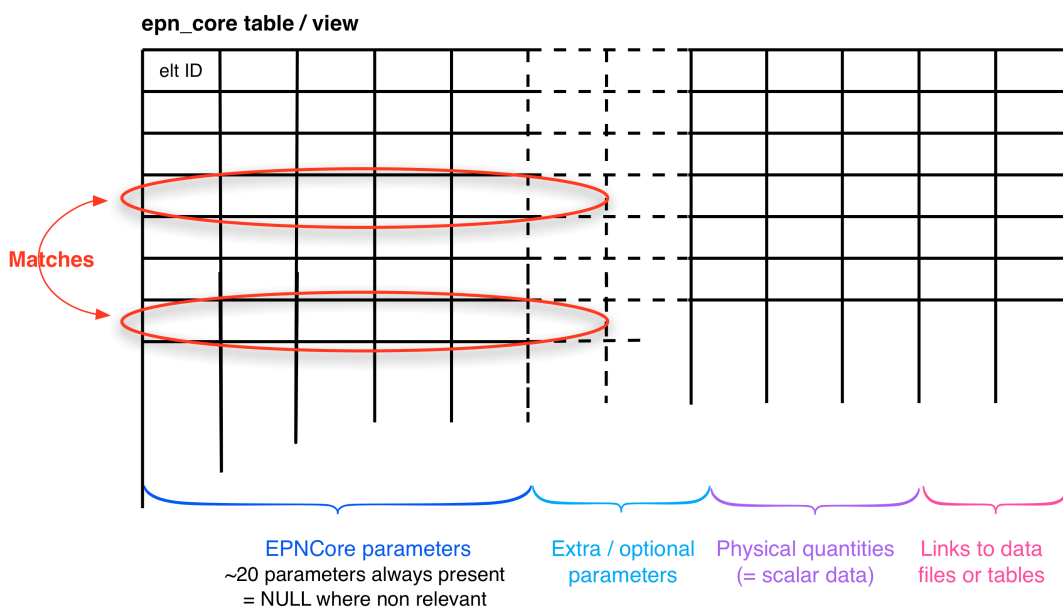 epn_core table / view
elt ID
Matches
EPNCore parameters
~20 parameters always present
= NULL where non relevant
Extra / optional
parameters
Physical quantities
(= scalar data)
Links to data
files or tables